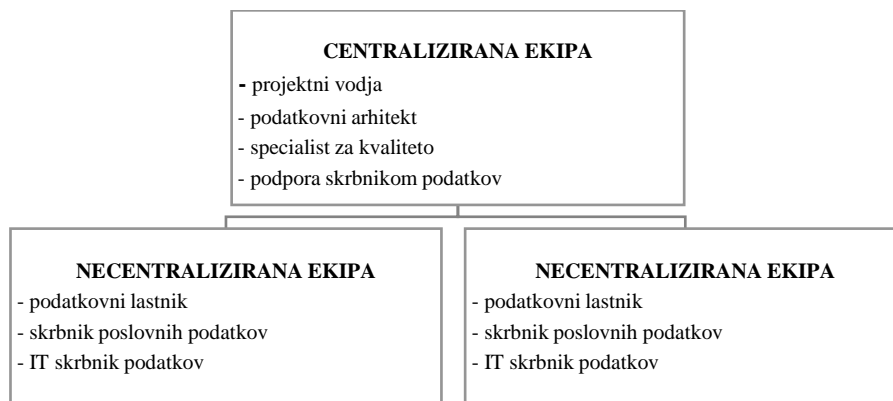 CENTRALIZIRANA EKIPA
- projektni vodja
- podatkovni arhitekt
- specialist za kvaliteto
- podpora skrbnikom podatkov
NECENTRALIZIRANA EKIPA
- podatkovni lastnik
- skrbnik poslovnih podatkov
- IT skrbnik podatkov
NECENTRALIZIRANA EKIPA
- podatkovni lastnik
- skrbnik poslovnih podatkov
- IT skrbnik podatkov